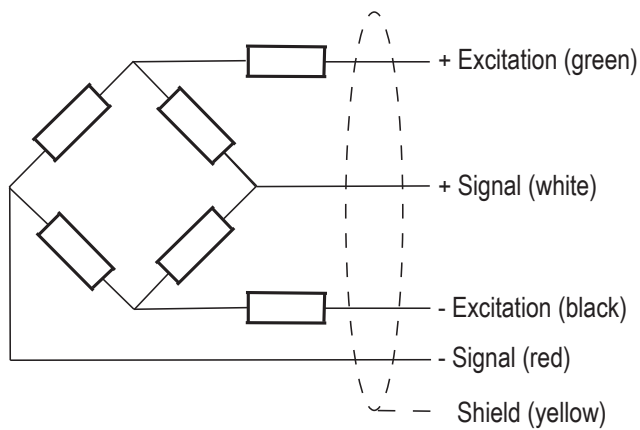 + Excitation (green)
+ Signal (white)
- Excitation (black)
- Signal (red)
Shield (yellow)